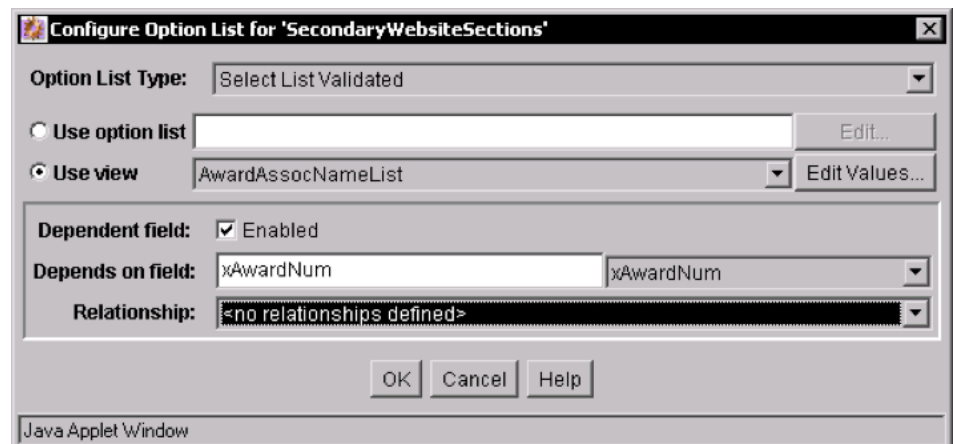 Configure Option List for 'SecondaryWebsiteSections'
Option List Type: Select List Validated
Use option list Edit...
Use view AwardAssocNameList Edit Values...
Dependent field: Enabled
Depends on field: xAwardNum xAwardNum
Relationship: <no relationships defined>
OK Cancel Help
Java Applet Window